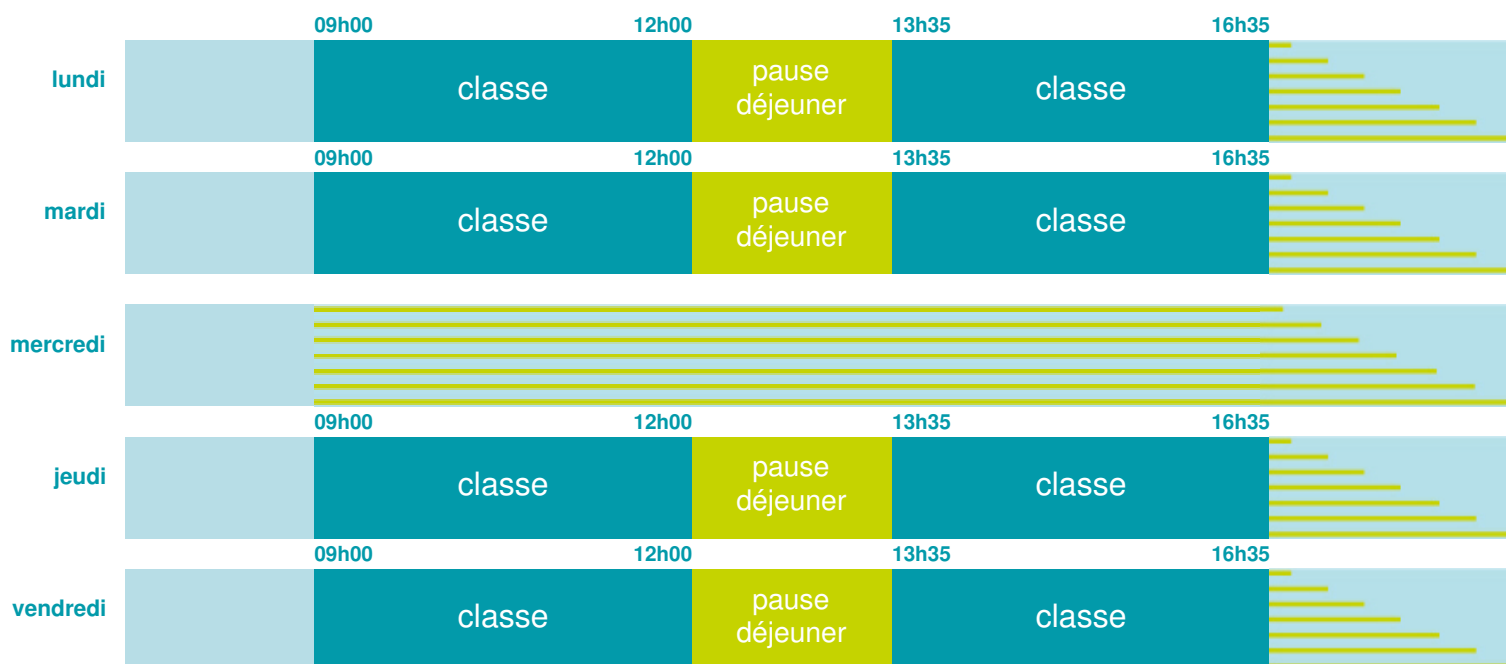 09h00 12h00 13h35 16h35
lundi classe pause déjeuner classe
09h00 12h00 13h35 16h35
mardi classe pause déjeuner classe
mercredi
09h00 12h00 13h35 16h35
jeudi classe pause déjeuner classe
09h00 12h00 13h35 16h35
vendredi classe pause déjeuner classe